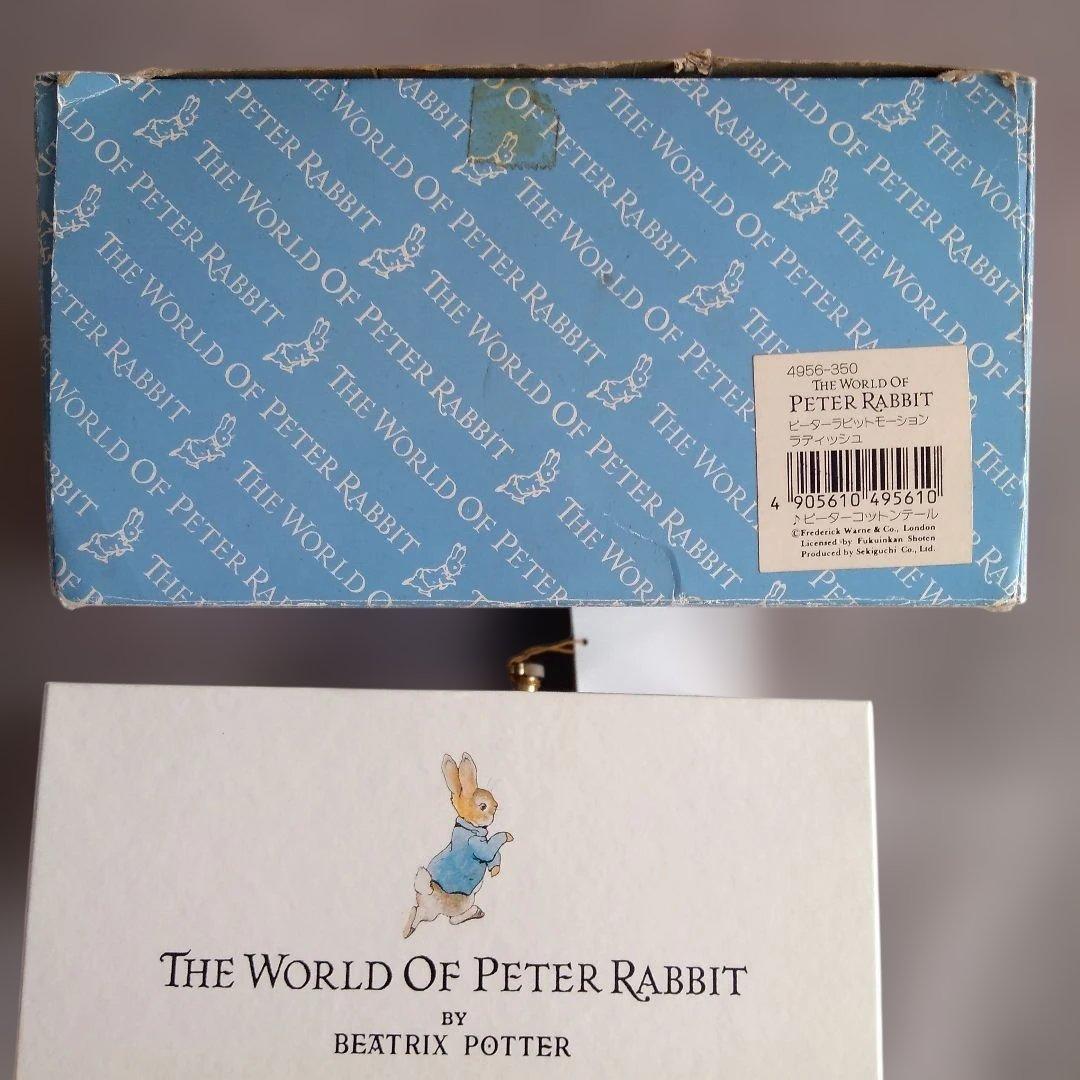 THE WORLD OF PETER RABBIT
4956-350
THE WORLD OF
PETER RABBIT
ピーターラビットモーション
ラディッシュ
4 905610 495610
♪ピーターコットンテール
©Frederick Warne & Co., London
Licensed by Fukuinkan Shoten
Produced by Sekiguchi Co., Ltd.
THE WORLD OF PETER RABBIT
BY
BEATRIX POTTER